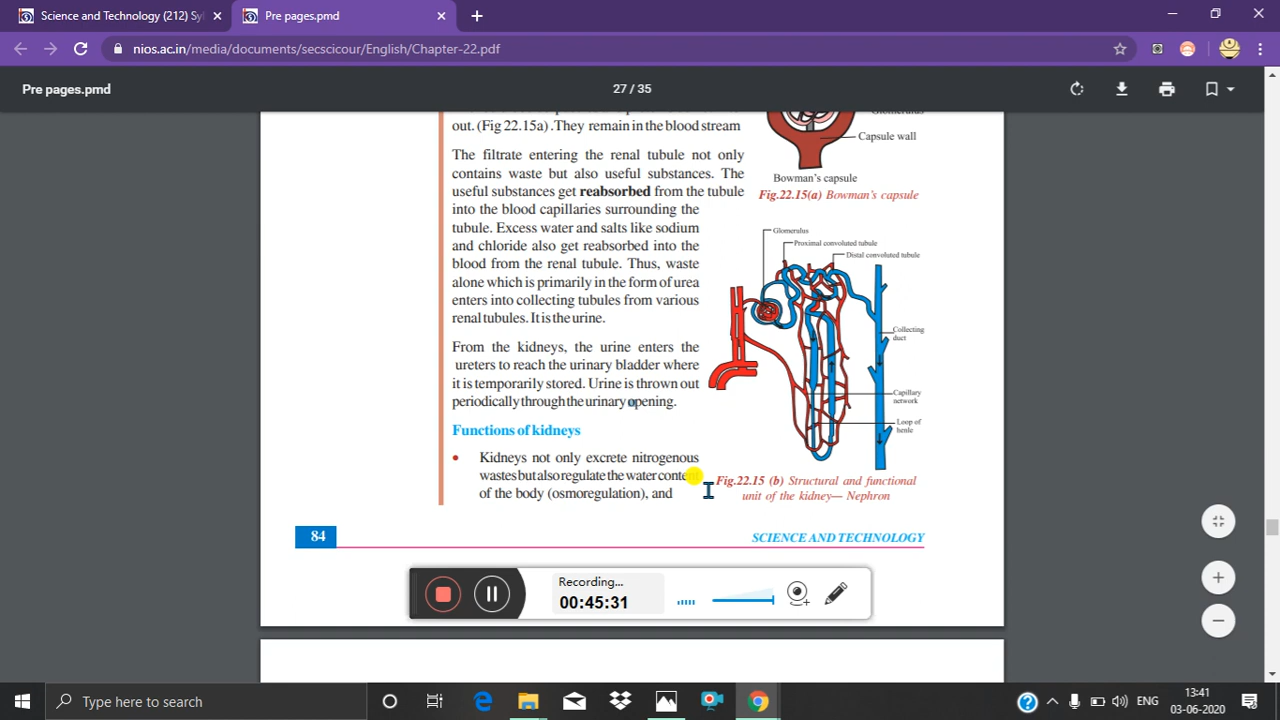 Science and Technology (212) Syl
Pre pages.pmd
nios.ac.in/media/documents/secscicour/English/Chapter-22.pdf
Pre pages.pmd
27 / 35
out. (Fig 22.15a) .They remain in the blood stream
The filtrate entering the renal tubule not only
contains waste but also useful substances. The
useful substances get reabsorbed from the tubule
into the blood capillaries surrounding the
tubule. Excess water and salts like sodium
and chloride also get reabsorbed into the
blood from the renal tubule. Thus, waste
alone which is primarily in the form of urea
enters into collecting tubules from various
renal tubules. It is the urine.
From the kidneys, the urine enters the
ureters to reach the urinary bladder where
it is temporarily stored. Urine is thrown out
periodically through the urinary opening.
Functions of kidneys
Kidneys not only excrete nitrogenous
wastes but also regulate the water content
of the body (osmoregulation), and
Capsule wall
Bowman's capsule
Fig.22.15(a) Bowman's capsule
Glomerulus
Proximal convoluted tubule
Distal convoluted tubule
Collecting
duct
Capillary
network
Loop of
henle
Fig.22.15 (b) Structural and functional
unit of the kidney— Nephron
84
SCIENCE AND TECHNOLOGY
Recording...
00:45:31
Type here to search
ENG
13:41
03-06-2020